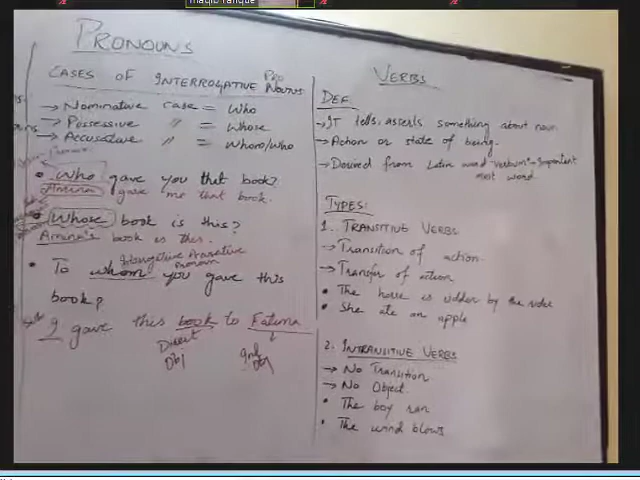 PRONOUNS
CASES OF INTERROGATIVE PRONOUNS
→ Nominative case = Who
→ Possessive " = Whose
→ Accusative " = Whom/Who
• Who gave you that book?
Amina gave me that book.
• Whose book is this?
Amina's book is this.
Interrogative
Pronoun
• To whom you gave this
book?
I gave this book to Fatima
Direct
Obj
Ind
Obj
VERBS
DEF
→ IT tells, asserts something about noun
→ Action or state of being.
→ Derived from Latin word "Verbum" - Important
most word
TYPES:
1. TRANSITIVE VERBS
→ Transition of action.
→ Transfer of action
• The horse is ridden by the rider
• She ate an apple
2. INTRANSITIVE VERBS
→ No Transition
→ No Object.
• The boy ran
• The wind blows